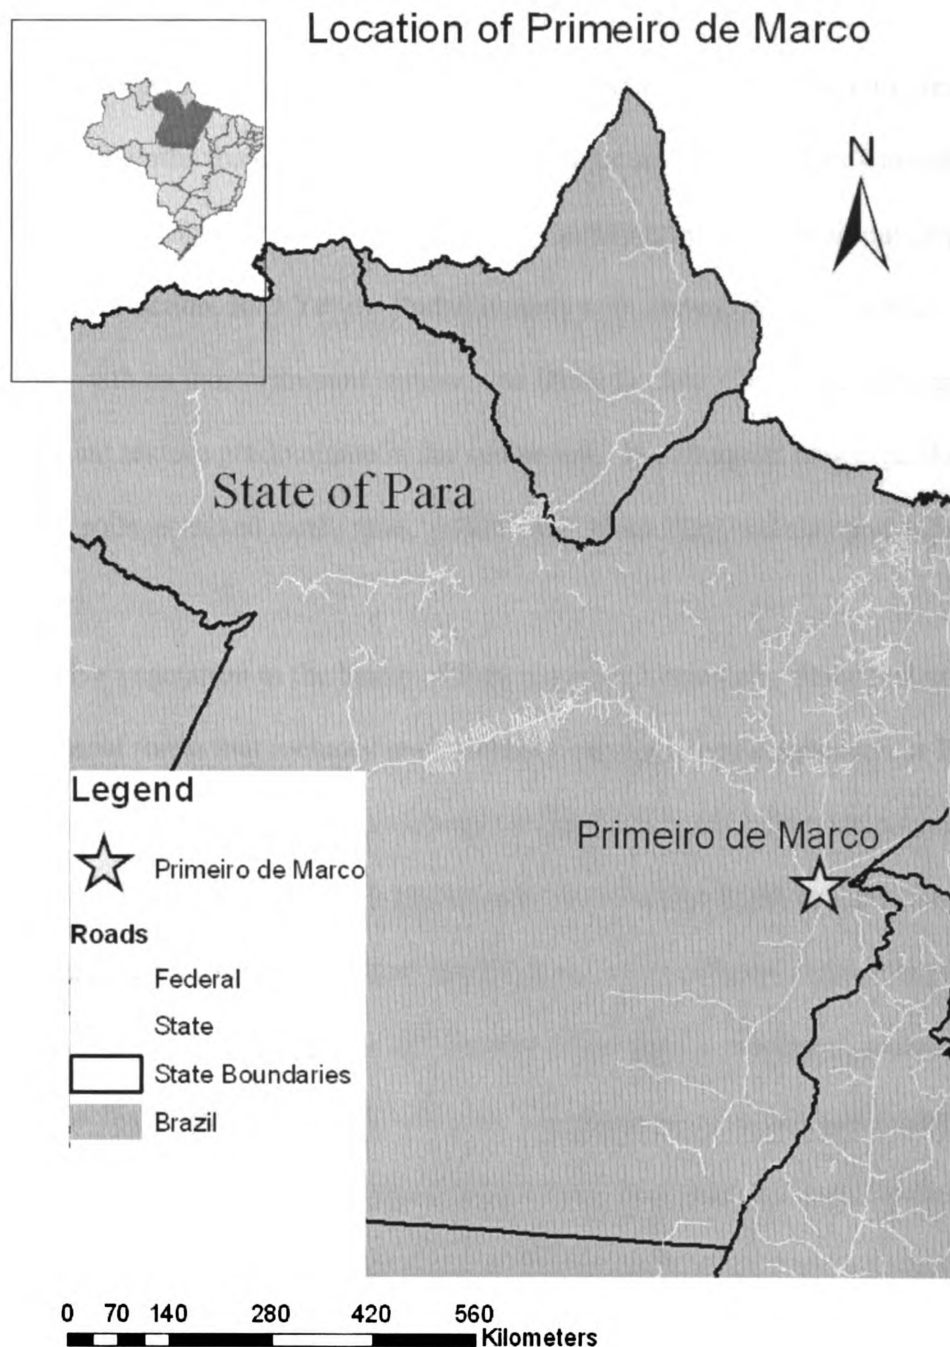 Location of Primeiro de Marco
N
State of Para
Primeiro de Marco
Legend
Primeiro de Marco
Roads
Federal
State
State Boundaries
Brazil
0 70 140 280 420 560
Kilometers